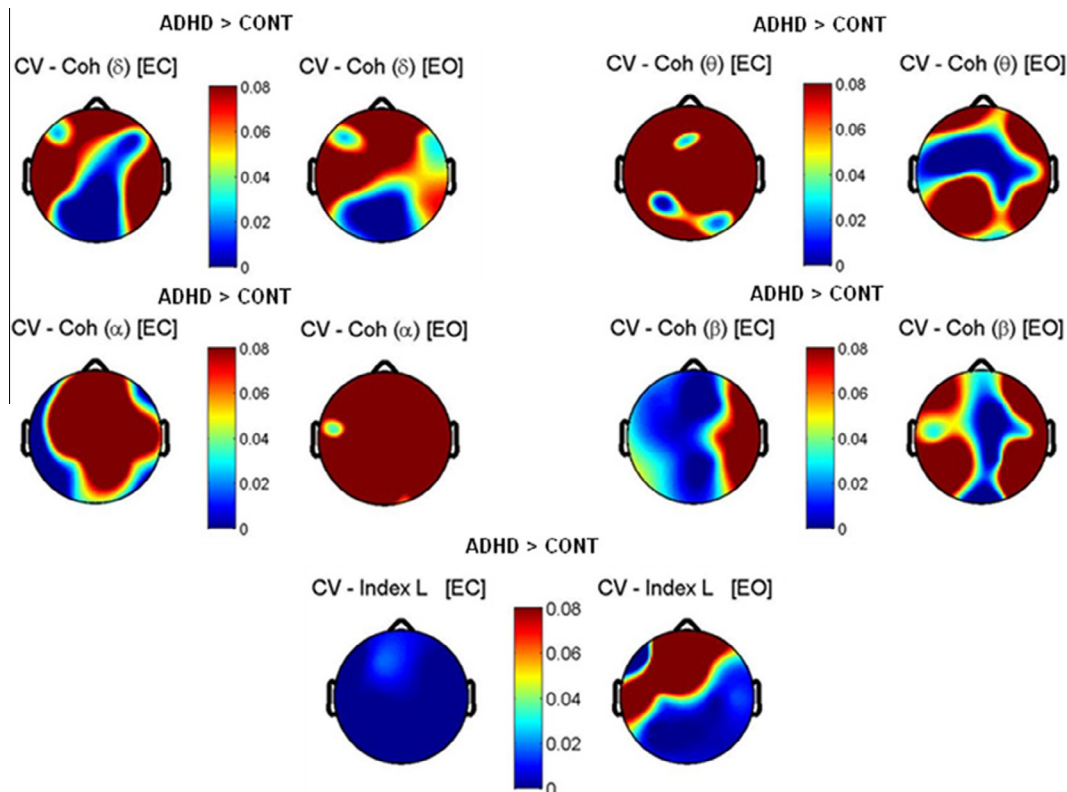 ADHD > CONT
CV - Coh (δ) [EC]
CV - Coh (δ) [EO]
0.08
0.06
0.04
0.02
0
ADHD > CONT
CV - Coh (θ) [EC]
CV - Coh (θ) [EO]
0.08
0.06
0.04
0.02
0
ADHD > CONT
CV - Coh (α) [EC]
CV - Coh (α) [EO]
0.08
0.06
0.04
0.02
0
ADHD > CONT
CV - Coh (β) [EC]
CV - Coh (β) [EO]
0.08
0.06
0.04
0.02
0
ADHD > CONT
CV - Index L [EC]
CV - Index L [EO]
0.08
0.06
0.04
0.02
0